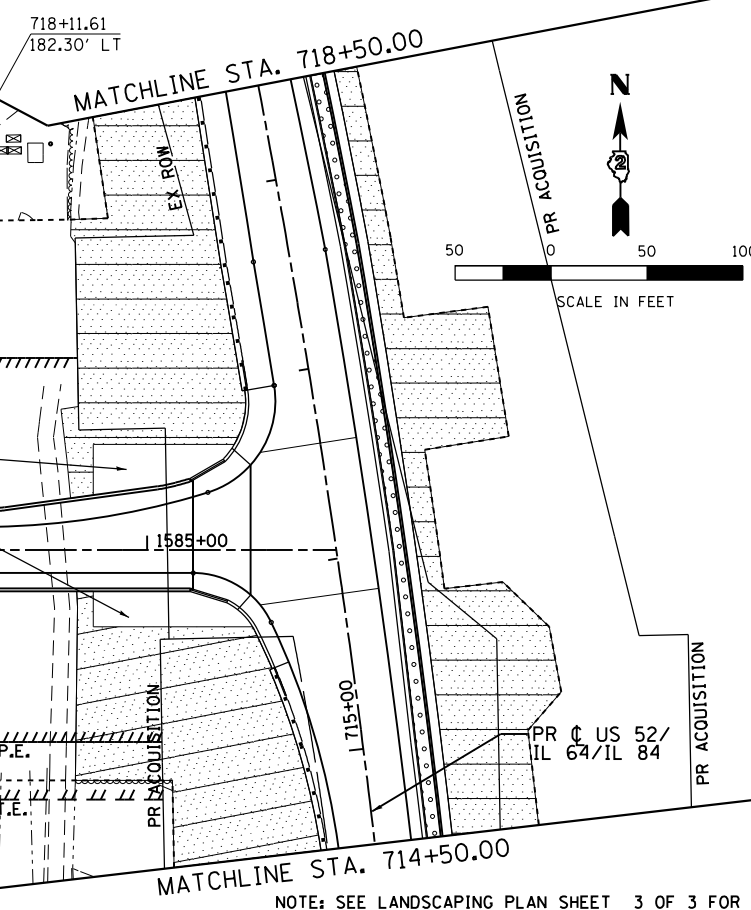 718+11.61
182.30' LT
MATCHLINE STA. 718+50.00
N
2
PR ACQUISITION
EX ROW
50 0 50 100
SCALE IN FEET
1585+00
715+00
PR ACQUISITION
PR ACQUISITION
PR ℄ US 52/
IL 64/IL 84
P.E.
T.E.
MATCHLINE STA. 714+50.00
NOTE: SEE LANDSCAPING PLAN SHEET 3 OF 3 FOR